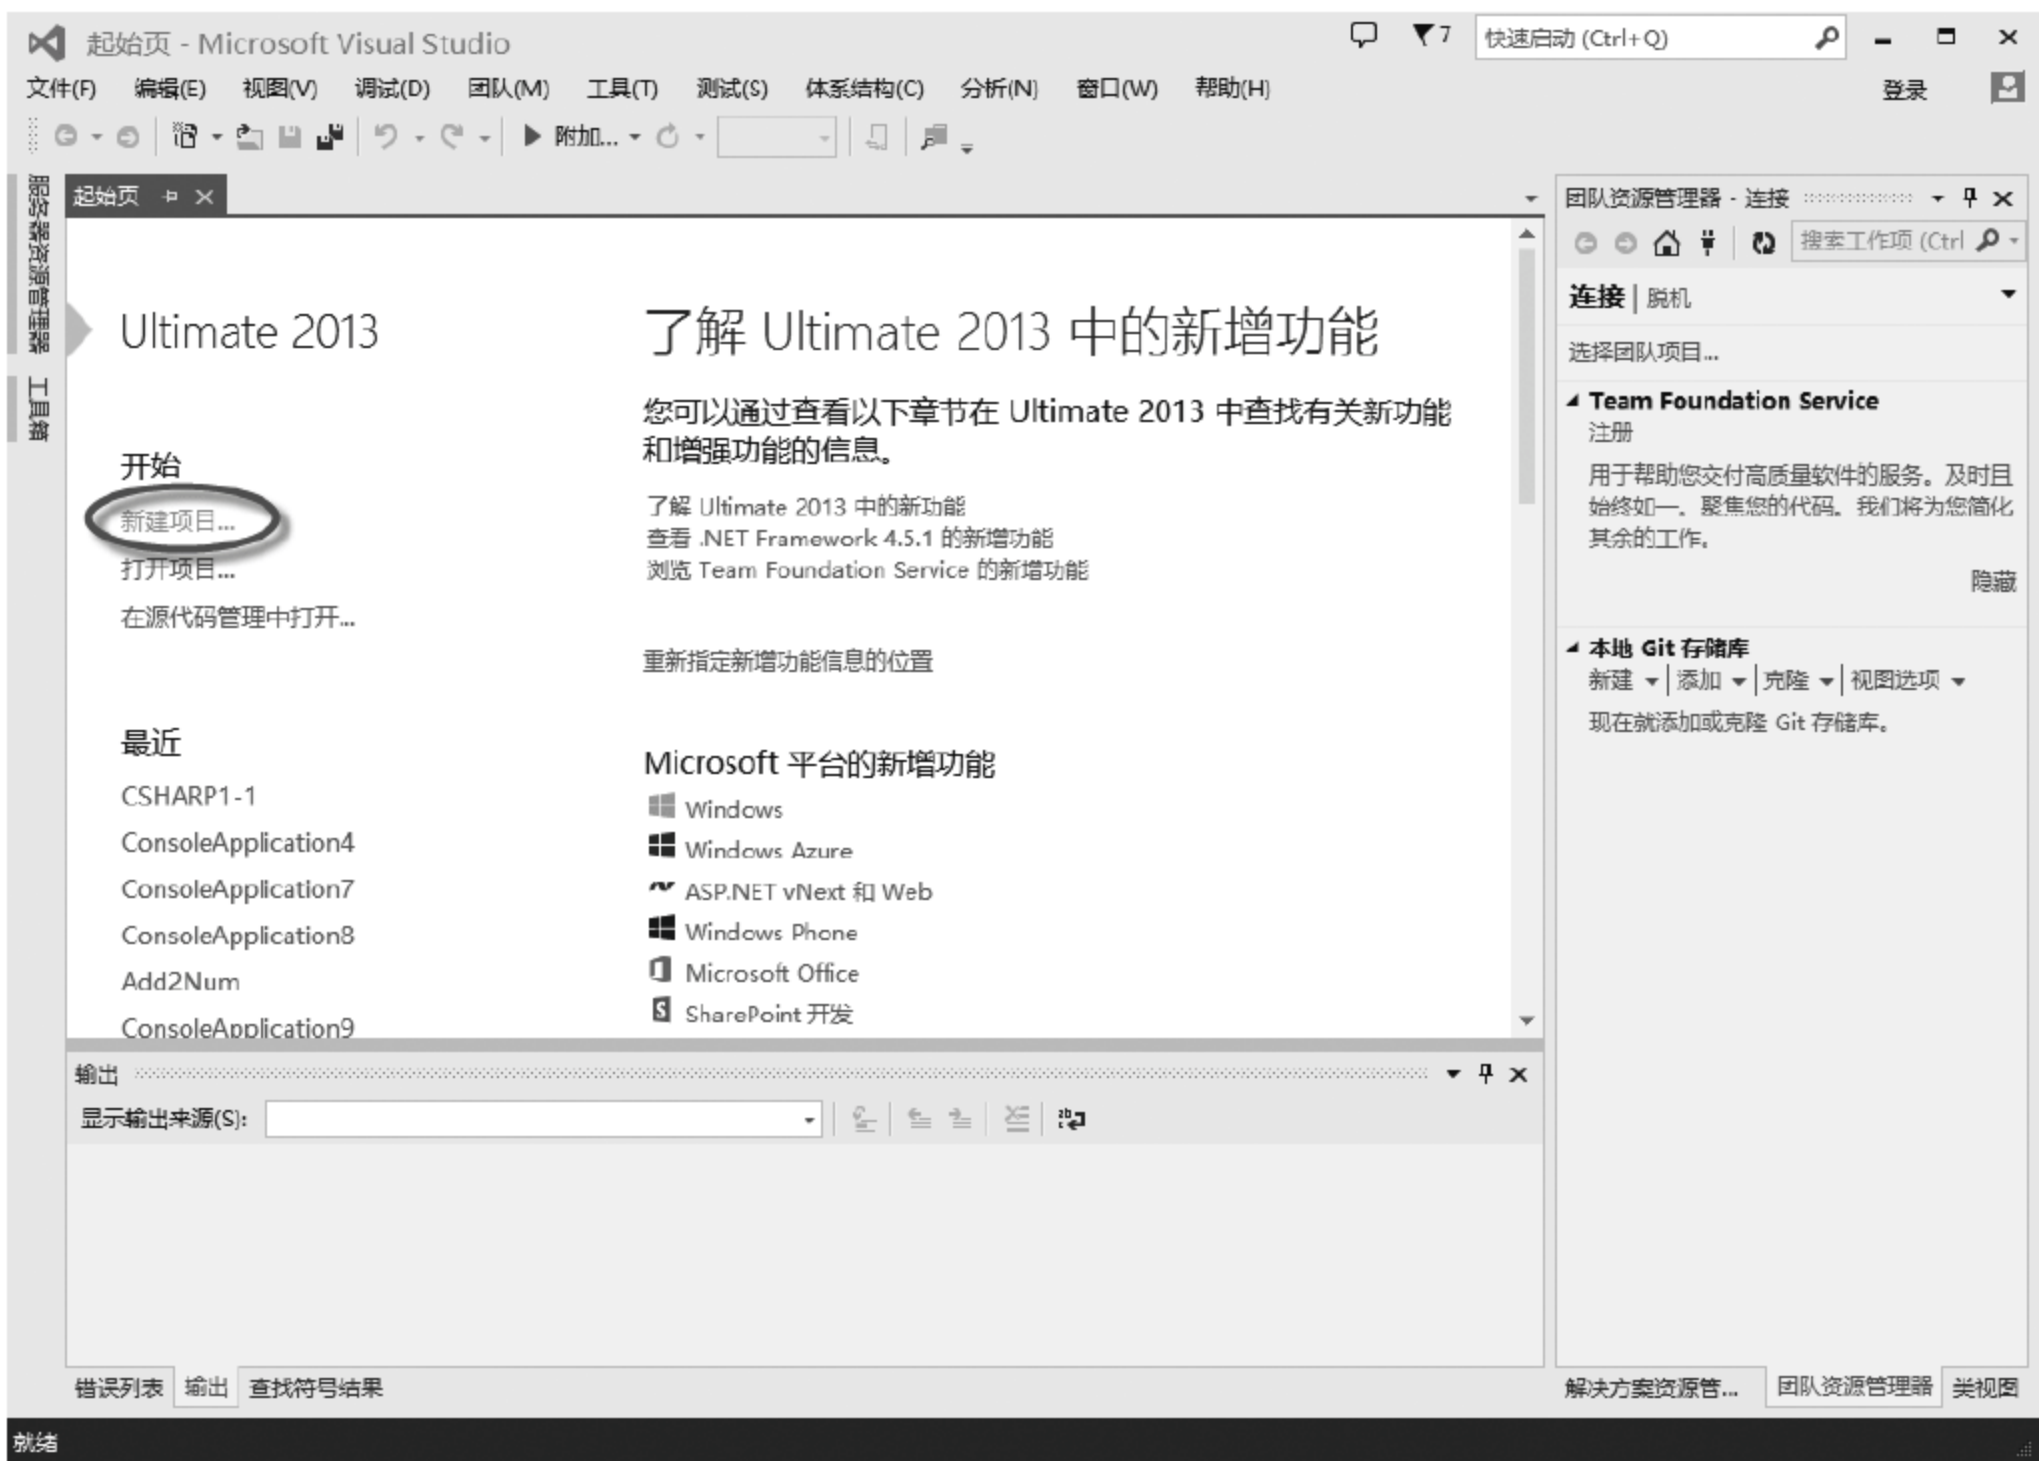 起始页 - Microsoft Visual Studio
7
快速启动 (Ctrl+Q)
文件(F) 编辑(E) 视图(V) 调试(D) 团队(M) 工具(T) 测试(S) 体系结构(C) 分析(N) 窗口(W) 帮助(H)
登录
附加...
服务器资源管理器
工具箱
起始页
Ultimate 2013
开始
新建项目...
打开项目...
在源代码管理中打开...
最近
CSHARP1-1
ConsoleApplication4
ConsoleApplication7
ConsoleApplication8
Add2Num
ConsoleApplication9
了解 Ultimate 2013 中的新增功能
您可以通过查看以下章节在 Ultimate 2013 中查找有关新功能
和增强功能的信息。
了解 Ultimate 2013 中的新功能
查看 .NET Framework 4.5.1 的新增功能
浏览 Team Foundation Service 的新增功能
重新指定新增功能信息的位置
Microsoft 平台的新增功能
Windows
Windows Azure
ASP.NET vNext 和 Web
Windows Phone
Microsoft Office
SharePoint 开发
输出
显示输出来源(S):
错误列表 输出 查找符号结果
团队资源管理器 - 连接
搜索工作项 (Ctrl
连接 | 脱机
选择团队项目...
Team Foundation Service
注册
用于帮助您交付高质量软件的服务。及时且
始终如一。聚焦您的代码。我们将为您简化
其余的工作。
隐藏
本地 Git 存储库
新建 | 添加 | 克隆 | 视图选项
现在就添加或克隆 Git 存储库。
解决方案资源管... 团队资源管理器 类视图
就绪